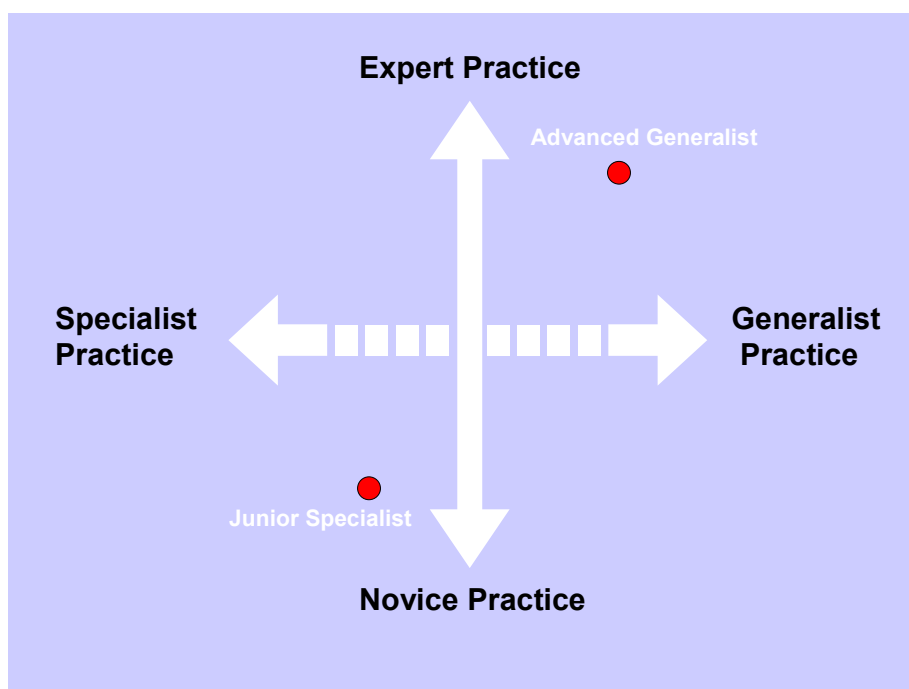 Expert Practice
Advanced Generalist
Specialist
Practice
Generalist
Practice
Junior Specialist
Novice Practice